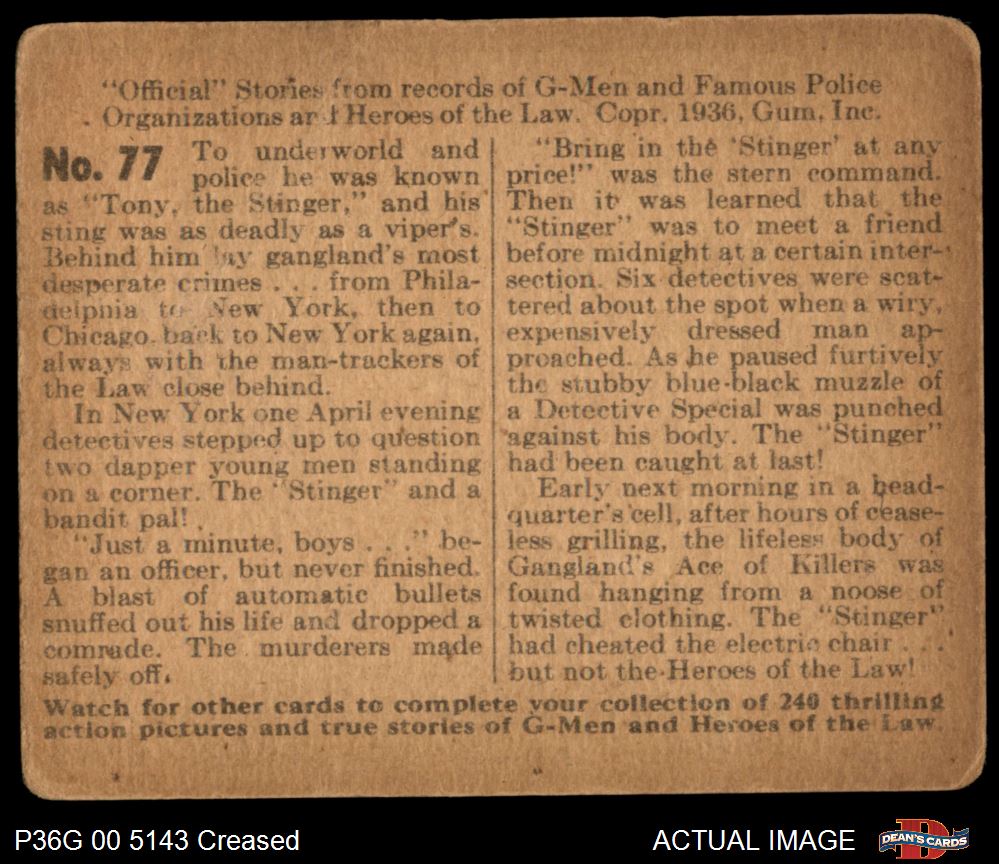 "Official" Stories from records of G-Men and Famous Police
Organizations and Heroes of the Law. Copr. 1936, Gum, Inc.
No. 77 To underworld and
police he was known
as "Tony, the Stinger," and his
sting was as deadly as a viper's.
Behind him lay gangland's most
desperate crimes . . . from Phila-
delphia to New York, then to
Chicago, back to New York again,
always with the man-trackers of
the Law close behind.
In New York one April evening
detectives stepped up to question
two dapper young men standing
on a corner. The "Stinger" and a
bandit pal!
"Just a minute, boys . . ." be-
gan an officer, but never finished.
A blast of automatic bullets
snuffed out his life and dropped a
comrade. The murderers made
safely off.
"Bring in the 'Stinger' at any
price!" was the stern command.
Then it was learned that the
"Stinger" was to meet a friend
before midnight at a certain inter-
section. Six detectives were scat-
tered about the spot when a wiry,
expensively dressed man ap-
proached. As he paused furtively
the stubby blue-black muzzle of
a Detective Special was punched
against his body. The "Stinger"
had been caught at last!
Early next morning in a head-
quarter's cell, after hours of cease-
less grilling, the lifeless body of
Gangland's Ace of Killers was
found hanging from a noose of
twisted clothing. The "Stinger"
had cheated the electric chair . . .
but not the Heroes of the Law!
Watch for other cards to complete your collection of 240 thrilling
action pictures and true stories of G-Men and Heroes of the Law.
P36G 00 5143 Creased
ACTUAL IMAGE
DEAN'S CARDS